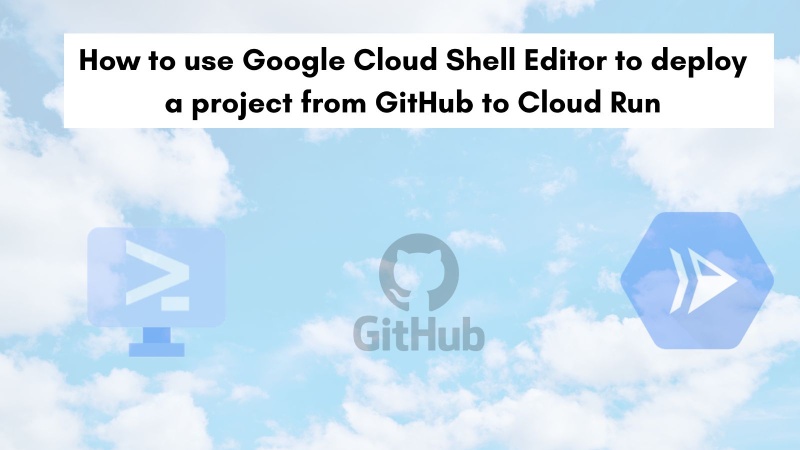 How to use Google Cloud Shell Editor to deploy
a project from GitHub to Cloud Run
GitHub